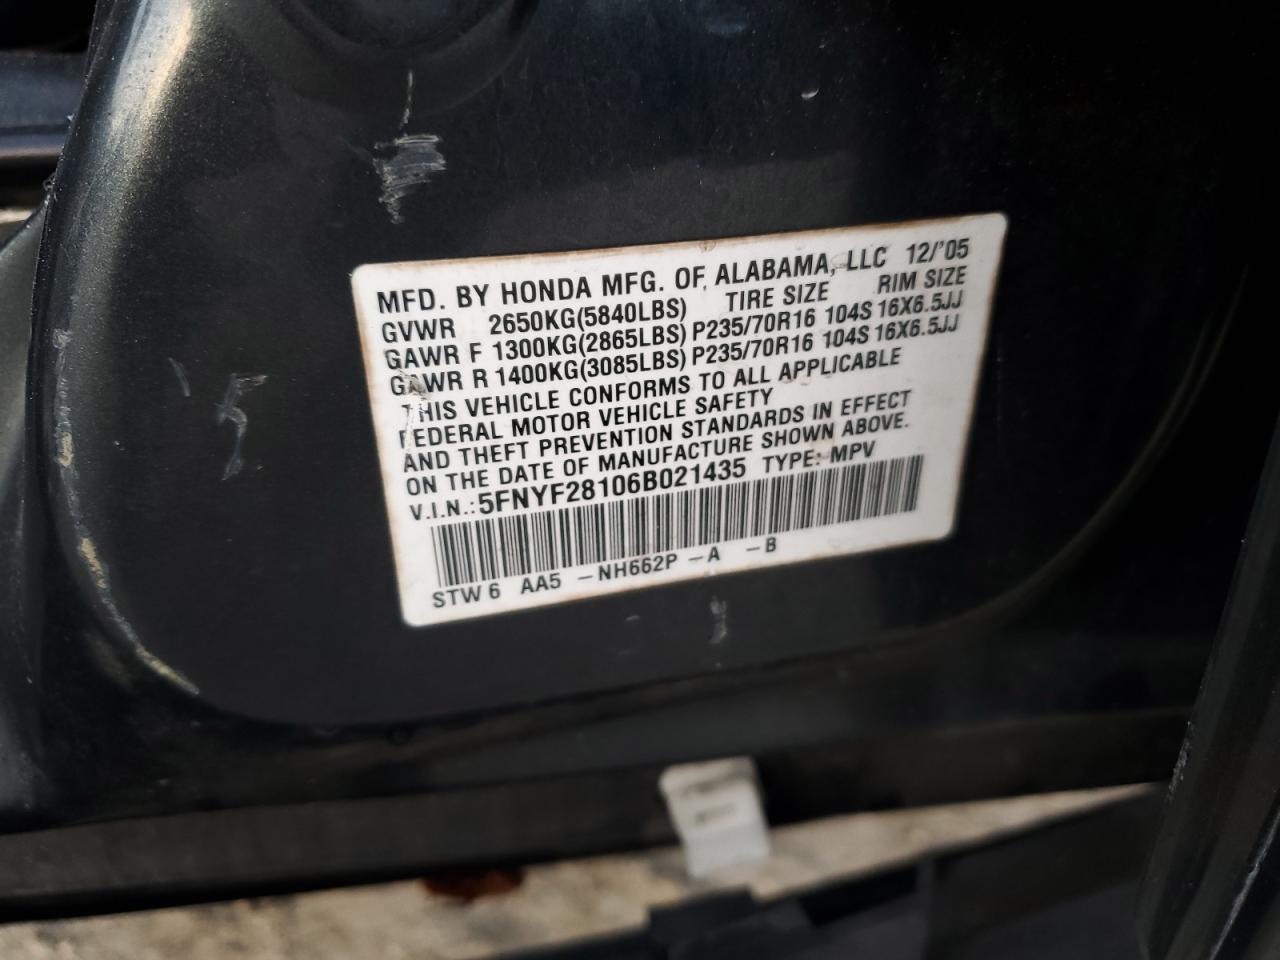 MFD. BY HONDA MFG. OF ALABAMA, LLC 12/'05
GVWR 2650KG(5840LBS) TIRE SIZE RIM SIZE
GAWR F 1300KG(2865LBS) P235/70R16 104S 16X6.5JJ
GAWR R 1400KG(3085LBS) P235/70R16 104S 16X6.5JJ
THIS VEHICLE CONFORMS TO ALL APPLICABLE
FEDERAL MOTOR VEHICLE SAFETY
AND THEFT PREVENTION STANDARDS IN EFFECT
ON THE DATE OF MANUFACTURE SHOWN ABOVE.
V.I.N.: 5FNYF28106B021435 TYPE: MPV
STW 6 AA5 -NH662P -A -B